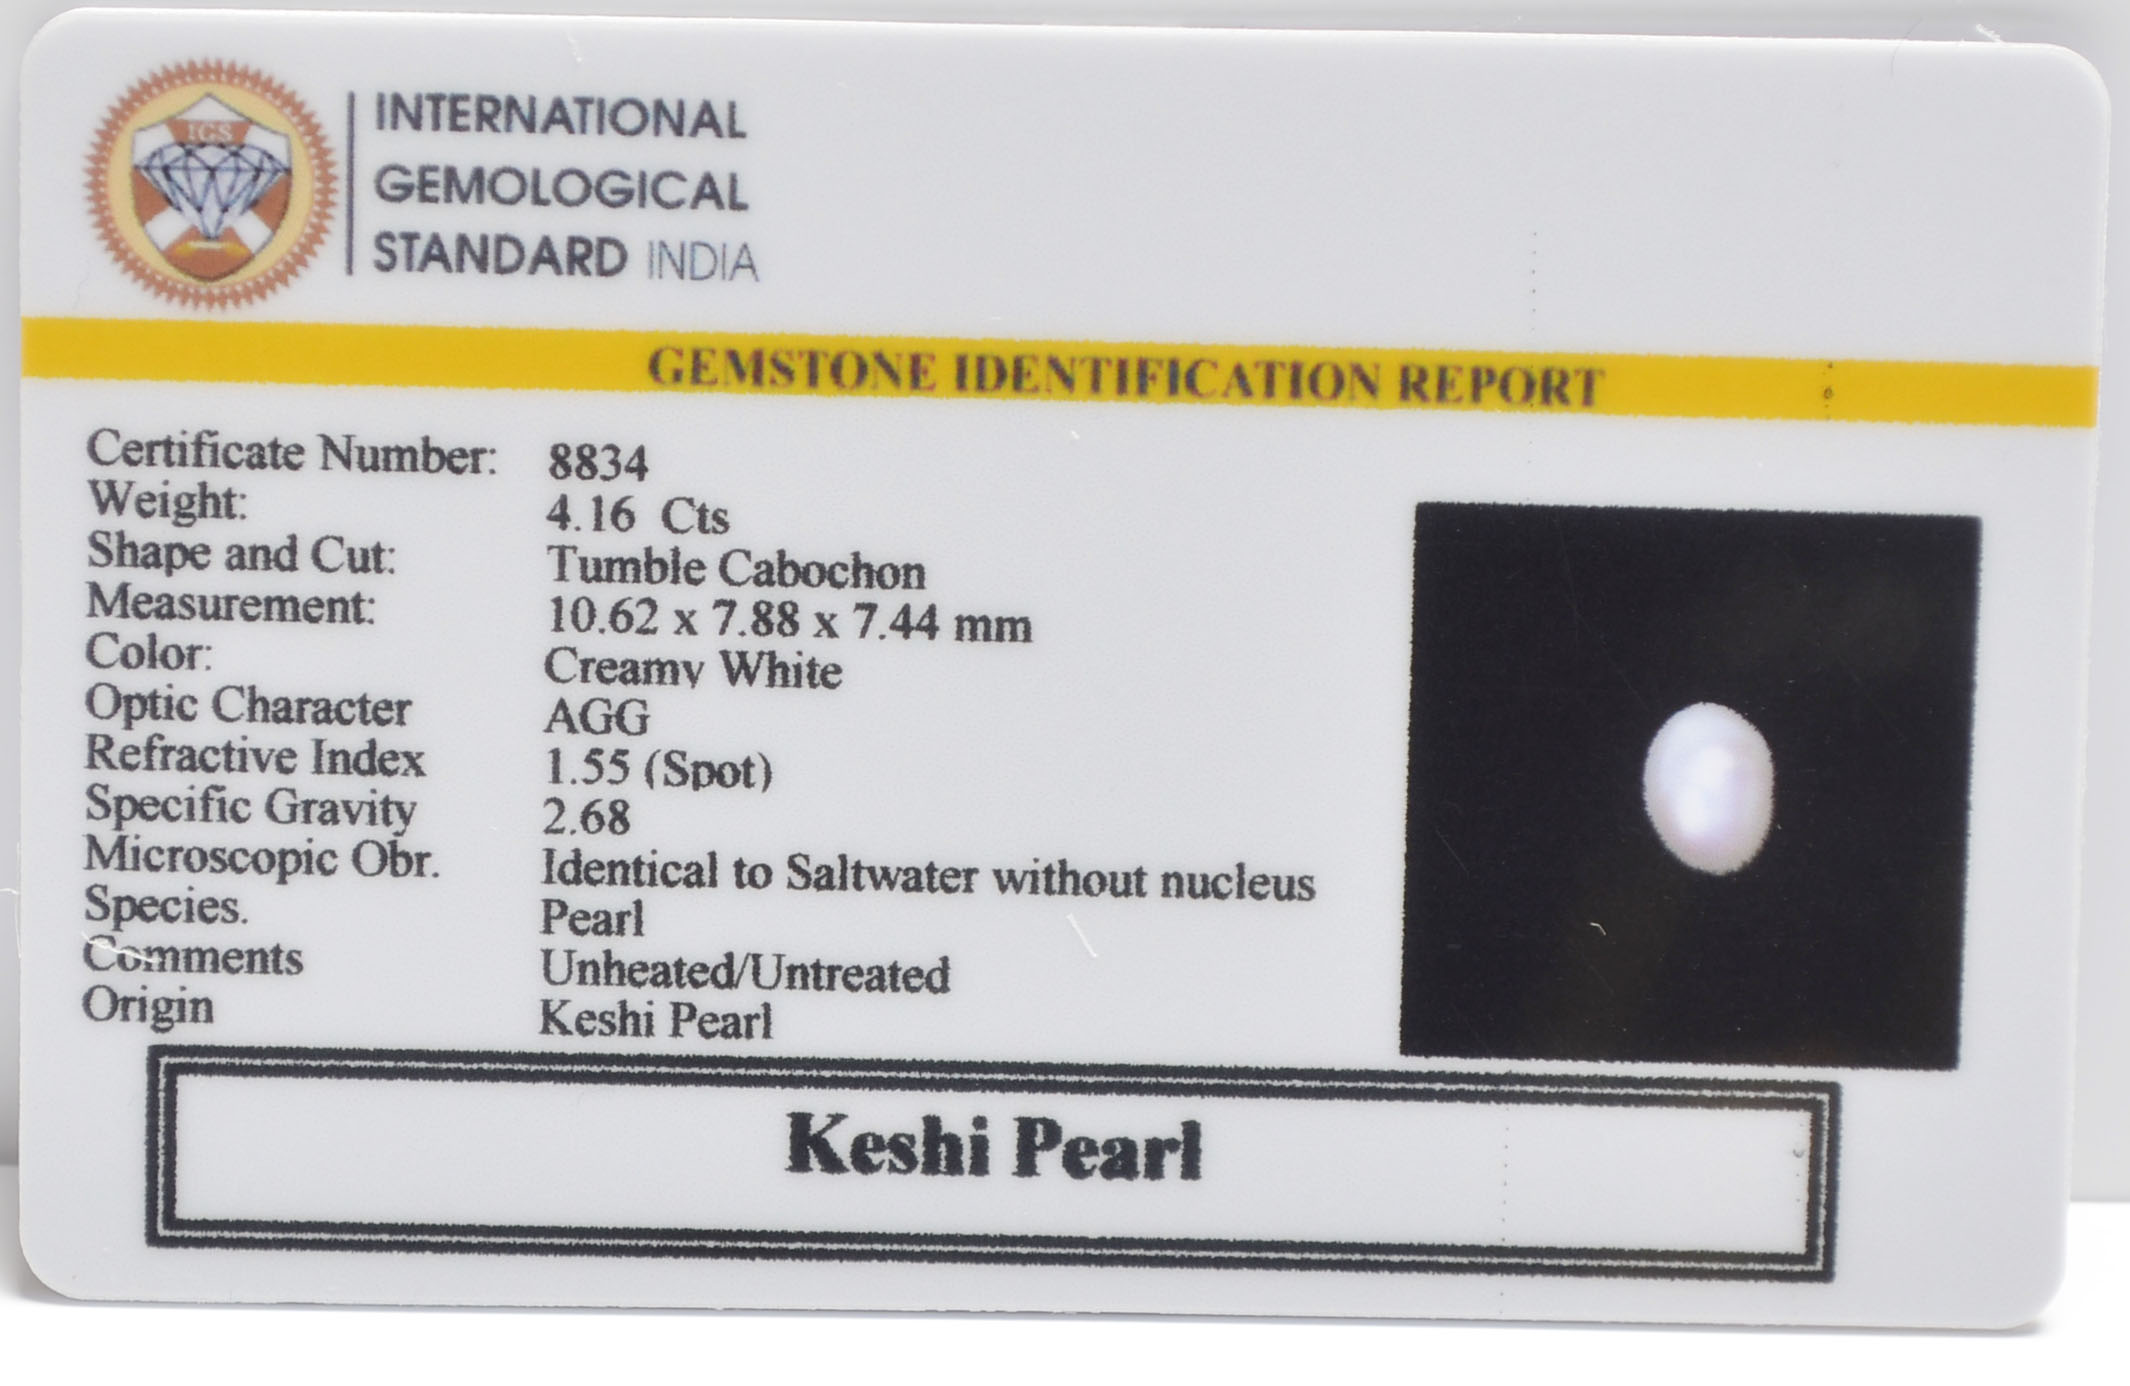 IGS
INTERNATIONAL
GEMOLOGICAL
STANDARD INDIA
GEMSTONE IDENTIFICATION REPORT
Certificate Number: 8834
Weight: 4.16 Cts
Shape and Cut: Tumble Cabochon
Measurement: 10.62 x 7.88 x 7.44 mm
Color: Creamy White
Optic Character AGG
Refractive Index 1.55 (Spot)
Specific Gravity 2.68
Microscopic Obr. Identical to Saltwater without nucleus
Species. Pearl
Comments Unheated/Untreated
Origin Keshi Pearl
Keshi Pearl